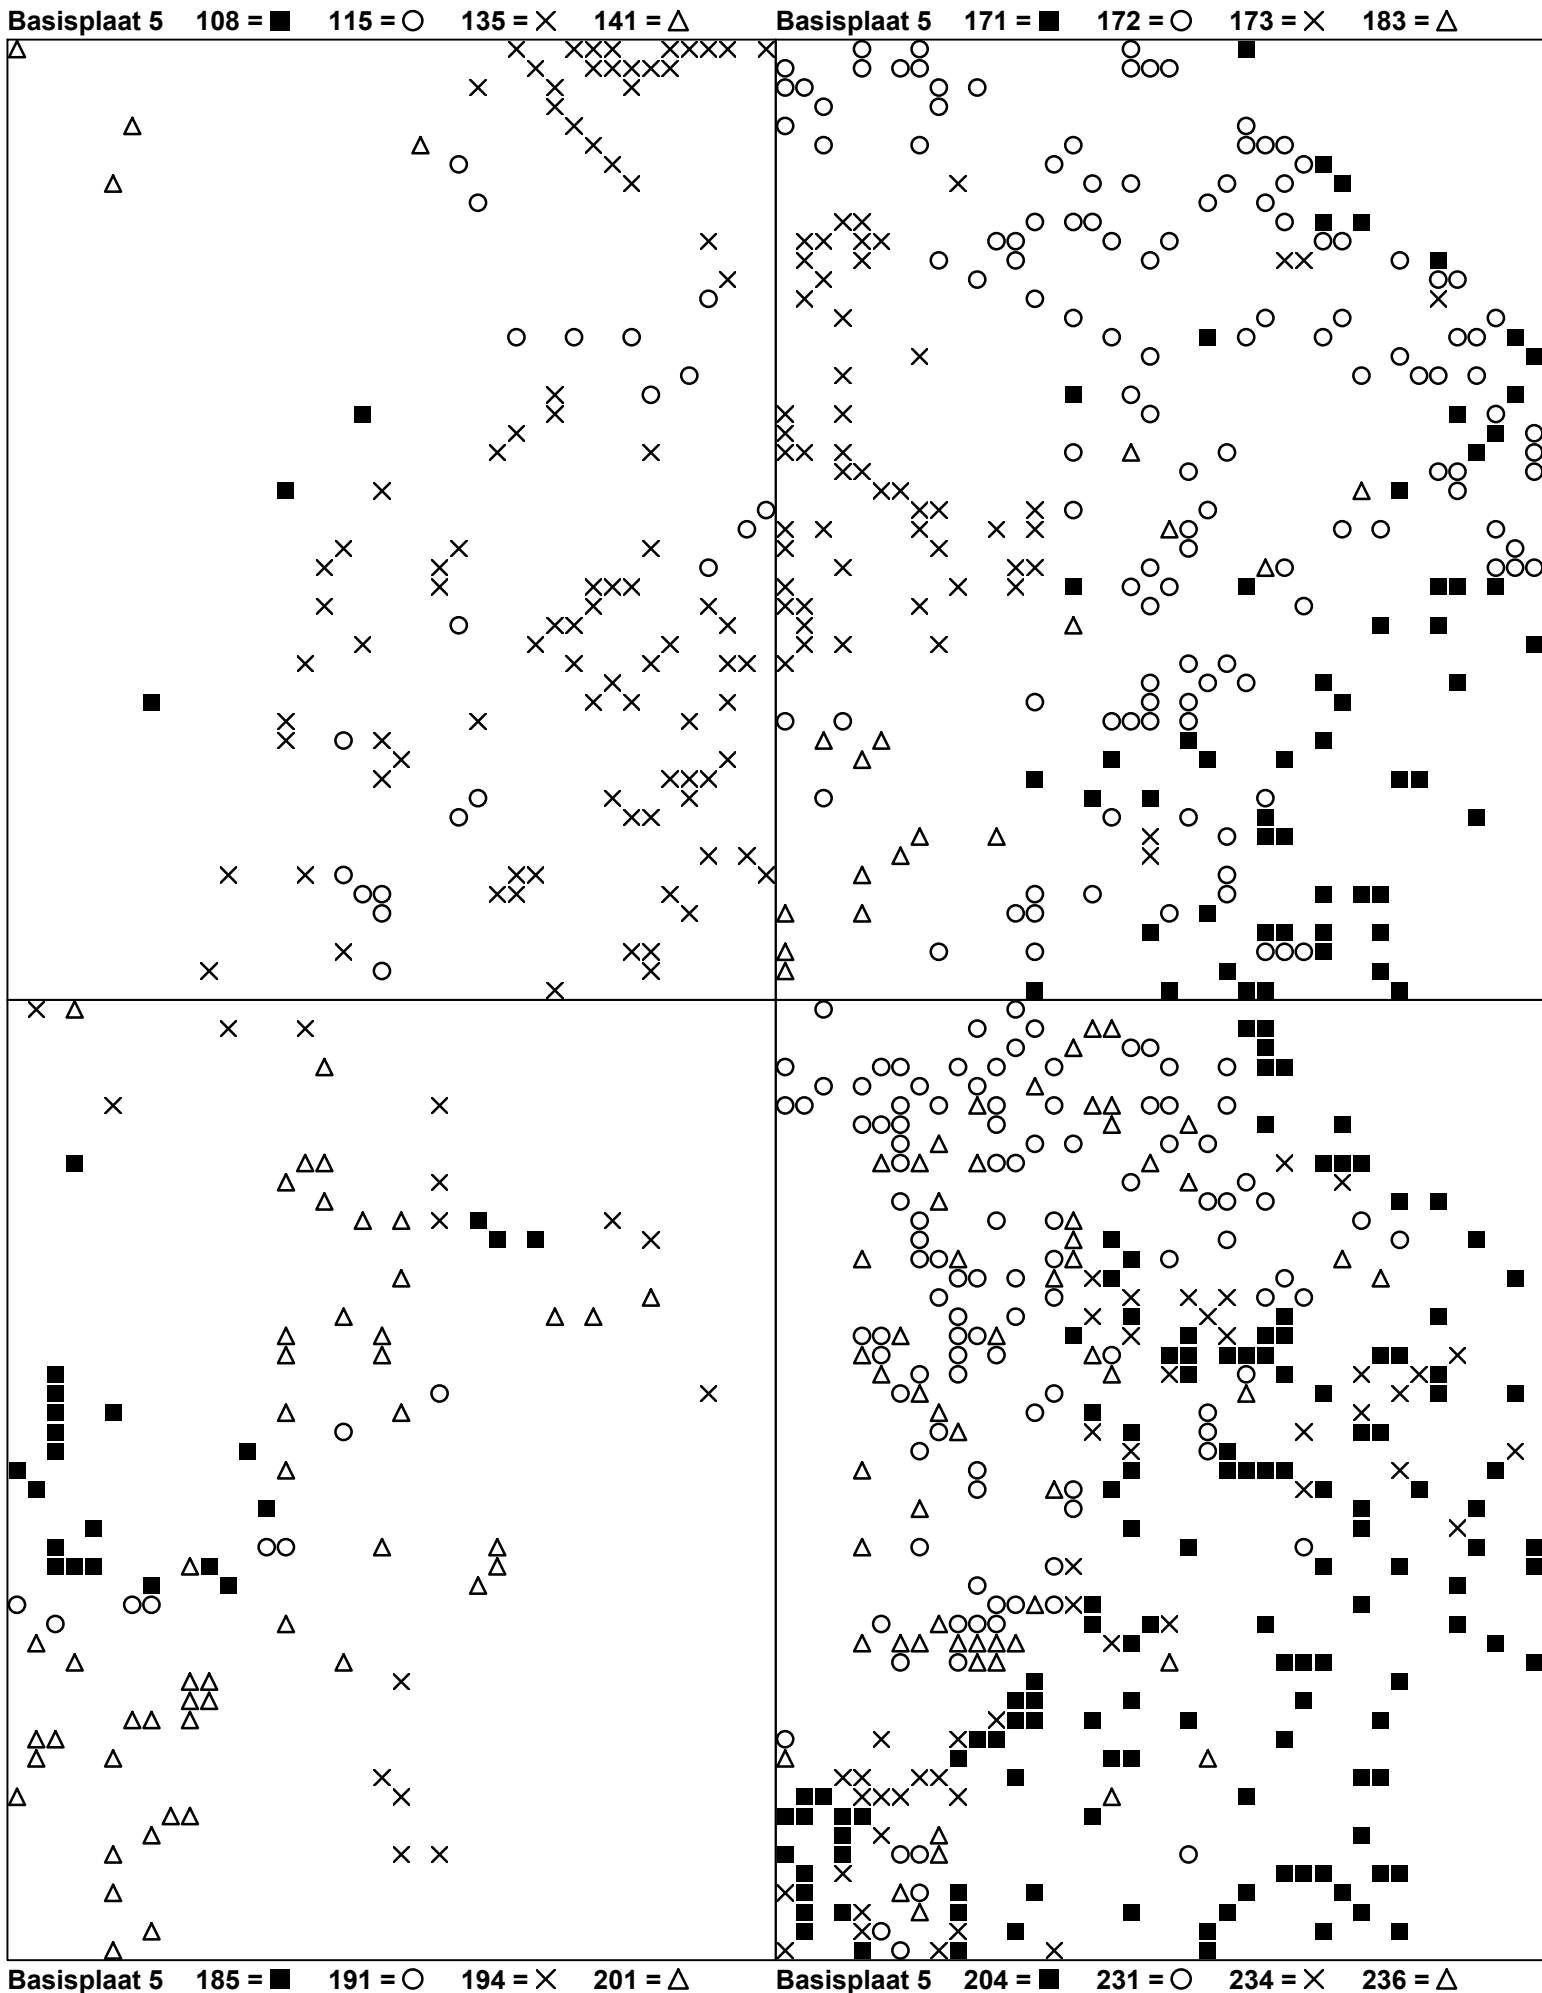 Basisplaat 5 108 = ■ 115 = ○ 135 = × 141 = △
Basisplaat 5 171 = ■ 172 = ○ 173 = × 183 = △
Basisplaat 5 185 = ■ 191 = ○ 194 = × 201 = △
Basisplaat 5 204 = ■ 231 = ○ 234 = × 236 = △